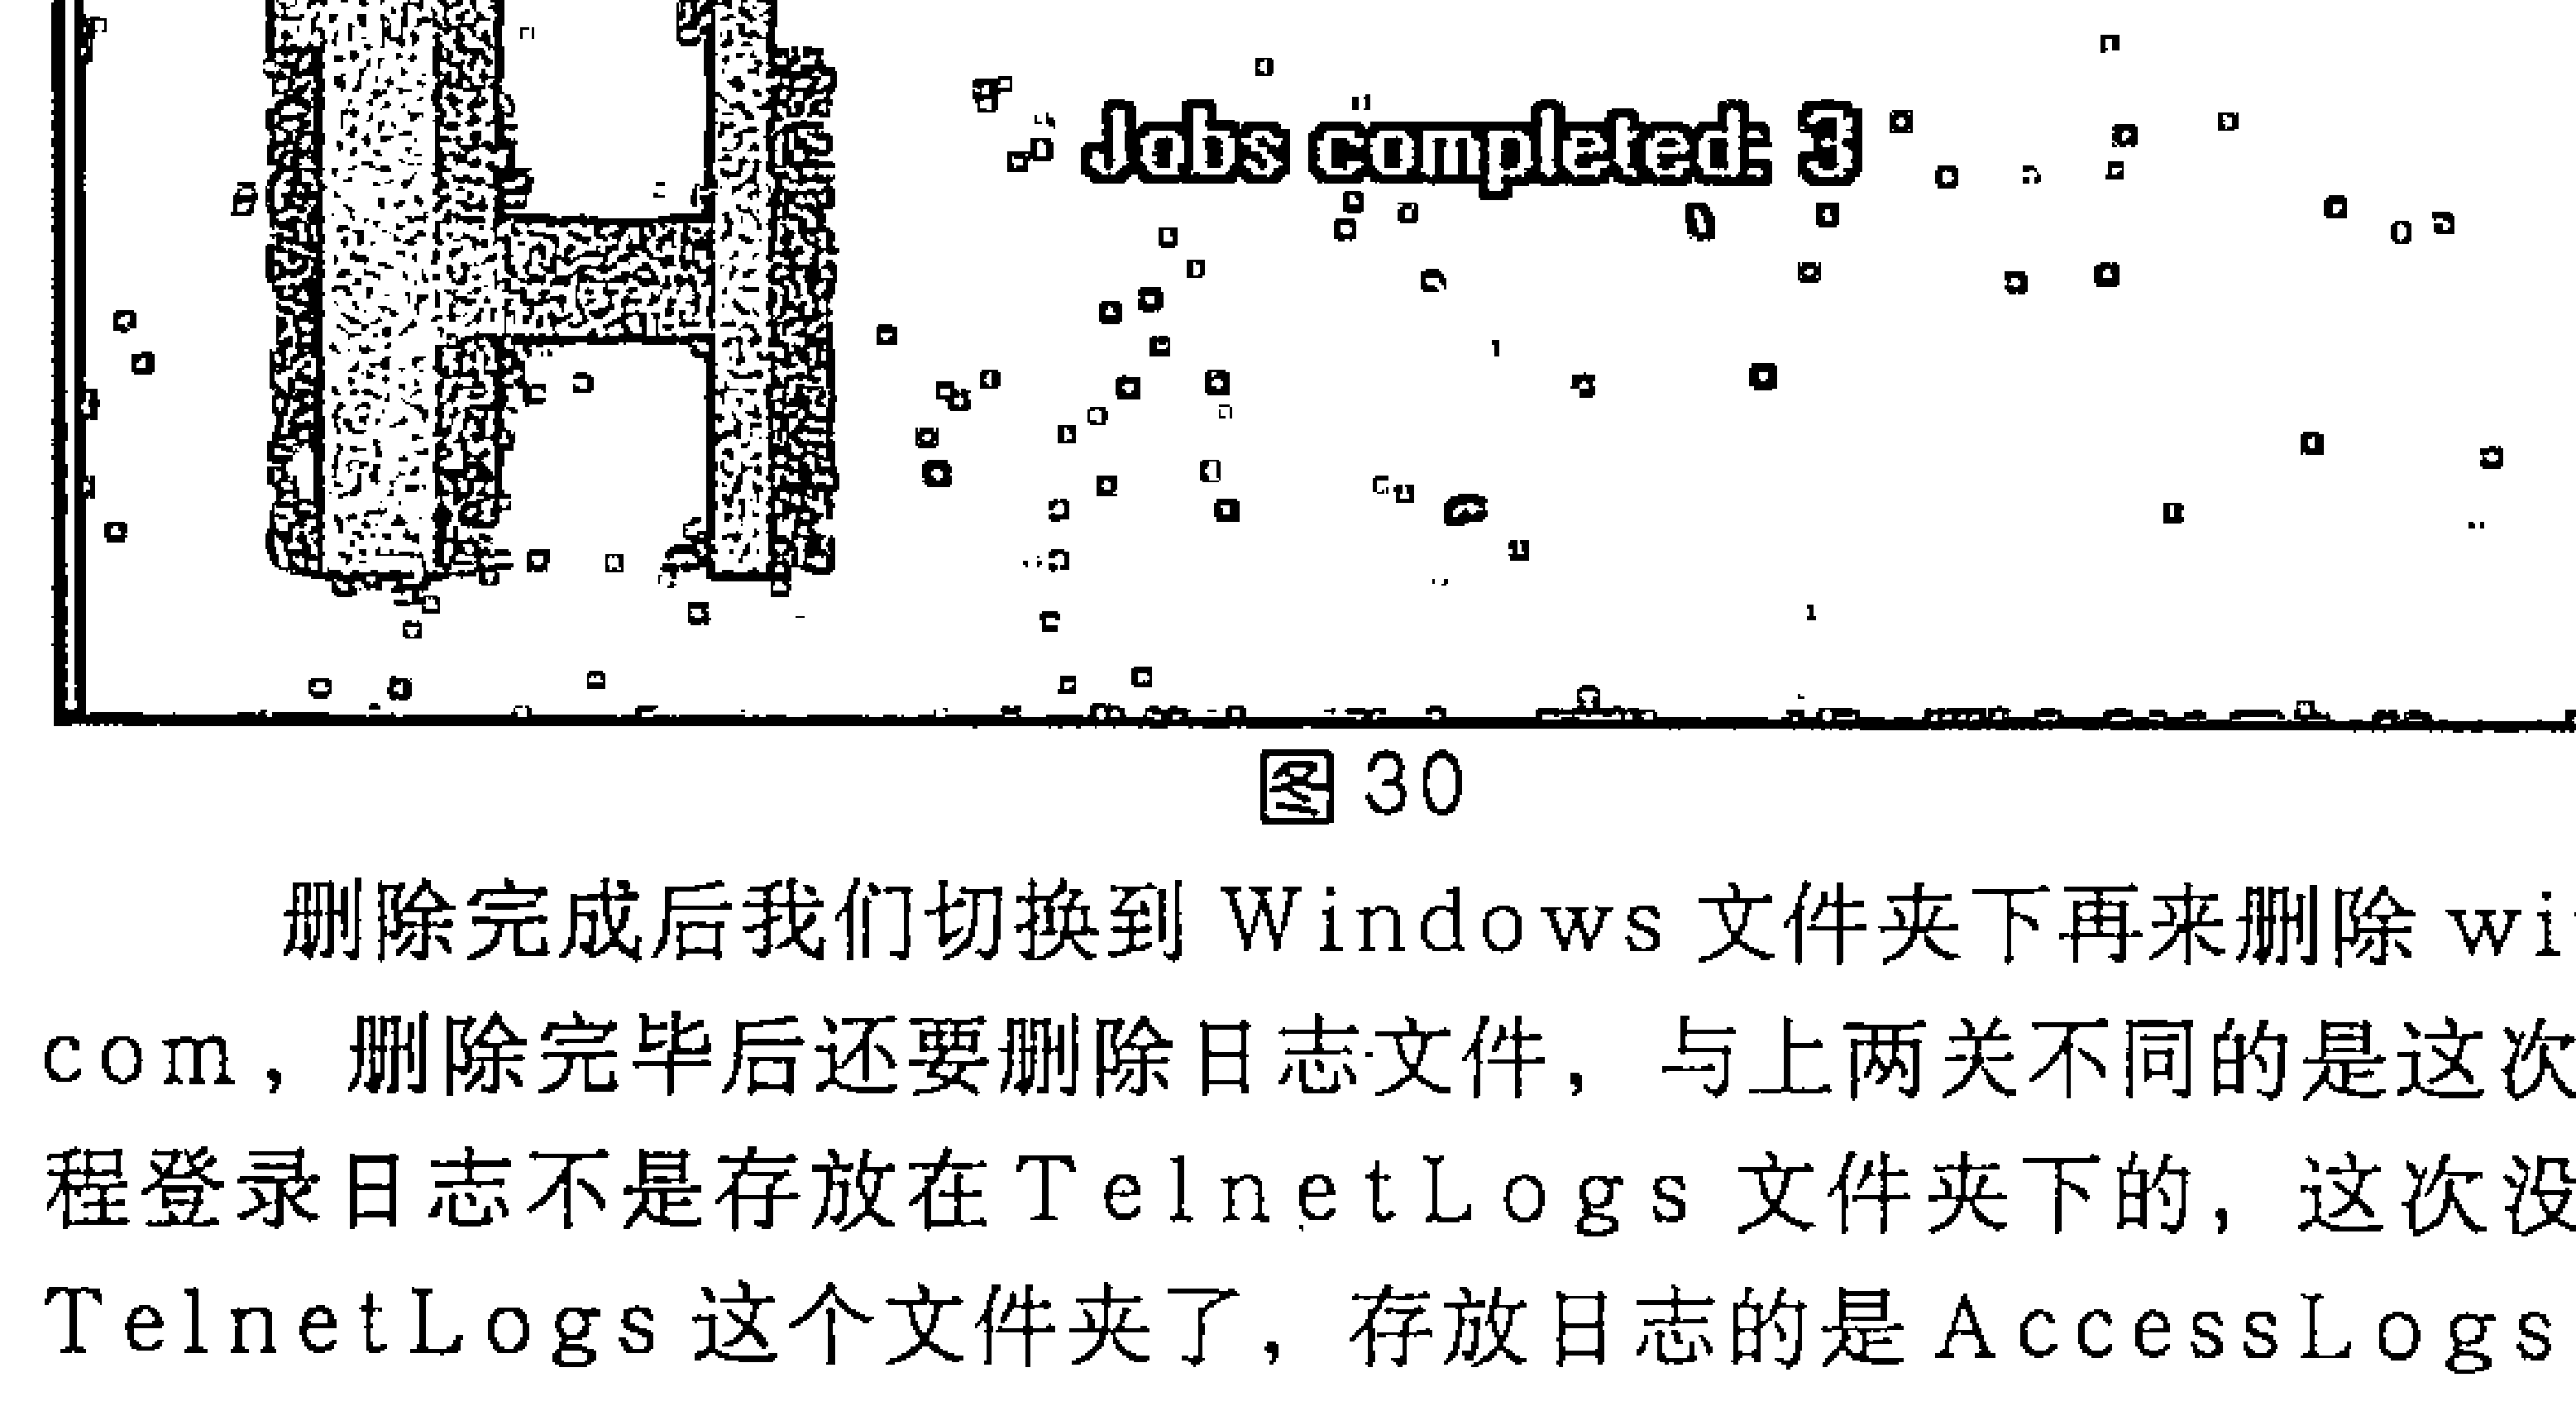 Jobs completed: 3
图 30
删除完成后我们切换到 Windows 文件夹下再来删除
com，删除完毕后还要删除日志文件，与上两关不同的是这次
程登录日志不是存放在 TelnetLogs 文件夹下的，这次没
TelnetLogs 这个文件夹了，存放日志的是 AccessLogs